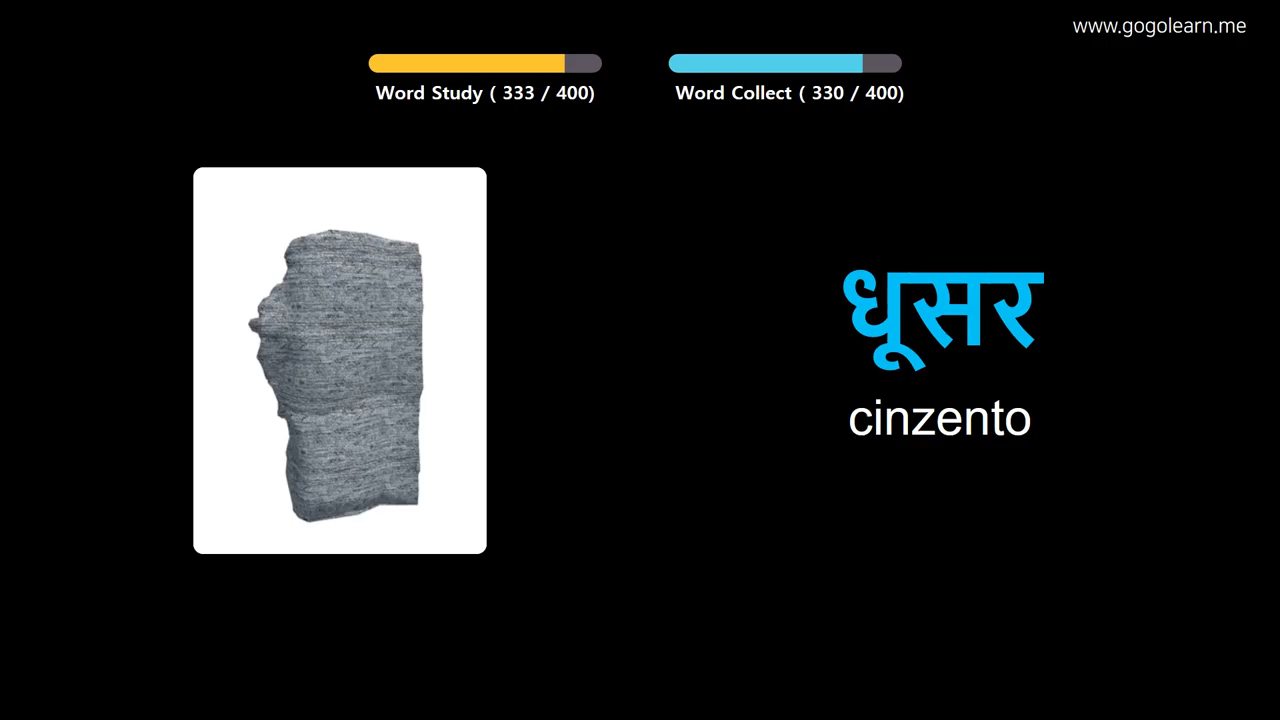 www.gogolearn.me
Word Study ( 333 / 400)
Word Collect ( 330 / 400)
धूसर
cinzento